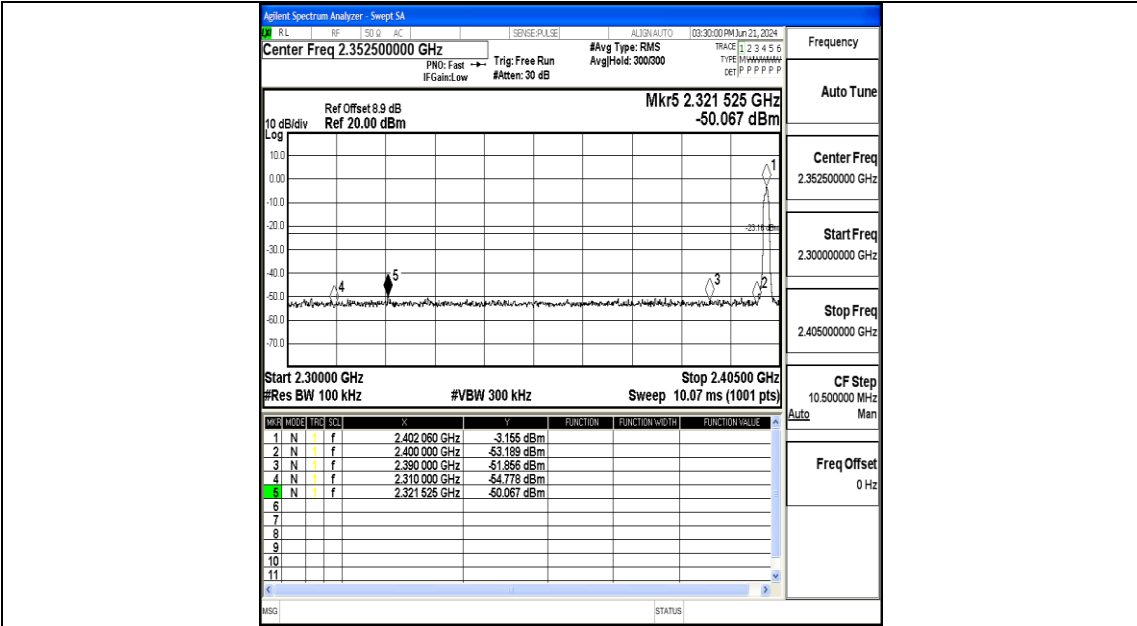 Agilent Spectrum Analyzer - Swept SA
RL RF 50 Ω AC SENSE:PULSE ALIGN AUTO 03:30:00 PM Jun 21, 2024
Center Freq 2.352500000 GHz
PNO: Fast
IFGain:Low
Trig: Free Run
#Atten: 30 dB
#Avg Type: RMS
Avg|Hold: 300/300
TRACE 1 2 3 4 5 6
TYPE MWWWWW
DET P P P P P P
Frequency
Auto Tune
Ref Offset 8.9 dB
10 dB/div Ref 20.00 dBm
Log
Mkr5 2.321 525 GHz
-50.067 dBm
10.0
0.00
-10.0
-20.0
-30.0
-40.0
-50.0
-60.0
-70.0
-23.16 dBm
1
2
3
4
5
Center Freq
2.352500000 GHz
Start Freq
2.300000000 GHz
Stop Freq
2.405000000 GHz
CF Step
10.500000 MHz
Auto Man
Freq Offset
0 Hz
Start 2.30000 GHz Stop 2.40500 GHz
#Res BW 100 kHz #VBW 300 kHz Sweep 10.07 ms (1001 pts)
MKR MODE TRC SCL X Y FUNCTION FUNCTION WIDTH FUNCTION VALUE
1 N 1 f 2.402 060 GHz -3.155 dBm
2 N 1 f 2.400 000 GHz -53.189 dBm
3 N 1 f 2.390 000 GHz -51.856 dBm
4 N 1 f 2.310 000 GHz -54.778 dBm
5 N 1 f 2.321 525 GHz -50.067 dBm
6
7
8
9
10
11
MSG STATUS